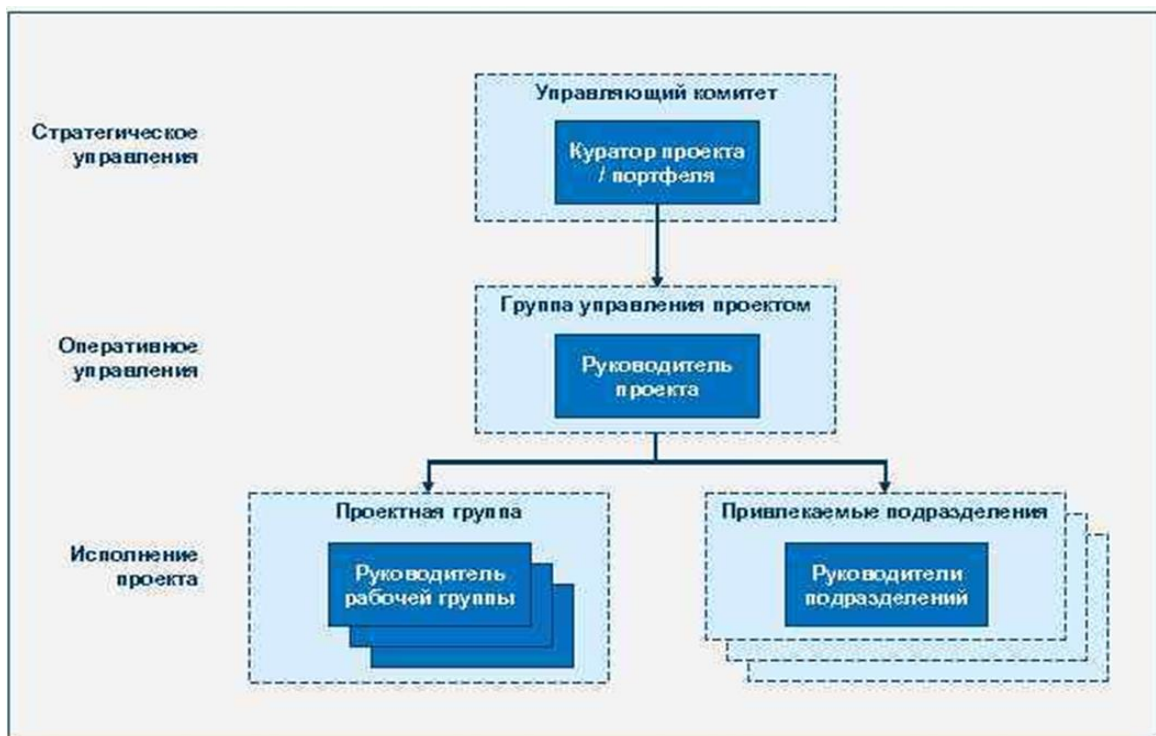 Управляющий комитет
Стратегическое
управления
Куратор проекта
/ портфеля
Группа управления проектом
Оперативное
управления
Руководитель
проекта
Проектная группа
Привлекаемые подразделения
Исполнение
проекта
Руководитель
рабочей группы
Руководители
подразделений